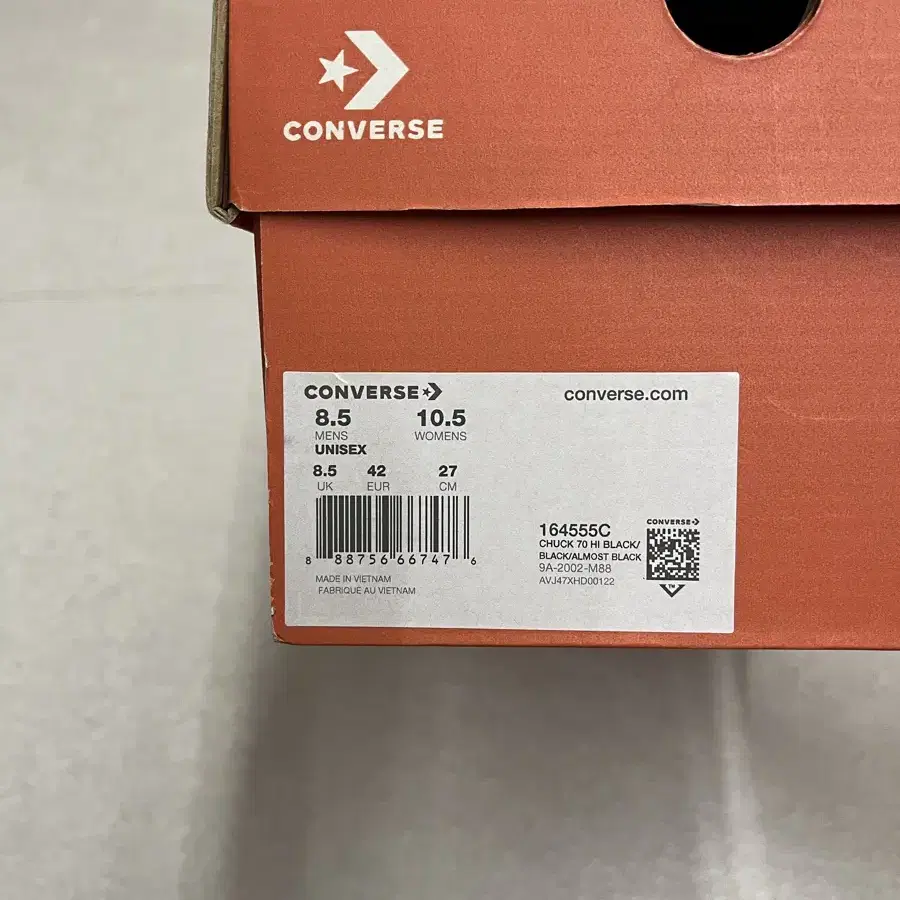 CONVERSE
CONVERSE
converse.com
8.5 10.5
MENS WOMENS
UNISEX
8.5 42 27
UK EUR CM
8 88756 66747 6
MADE IN VIETNAM
FABRIQUÉ AU VIETNAM
CONVERSE
164555C
CHUCK 70 HI BLACK/
BLACK/ALMOST BLACK
9A-2002-M88
AVJ47XHD00122
TM